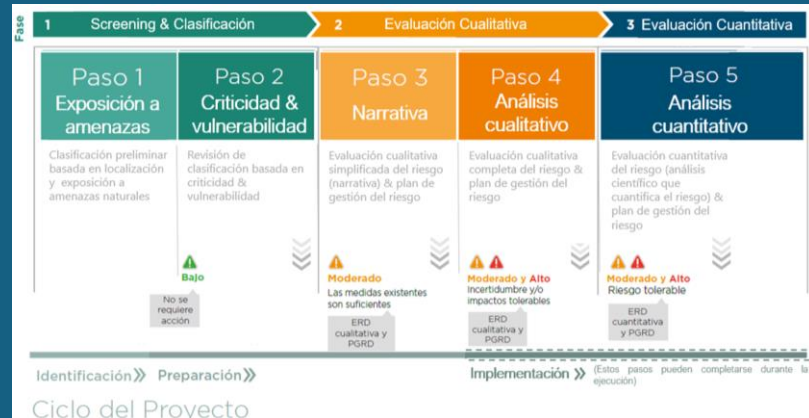 Fase
1 Screening & Clasificación
2 Evaluación Cualitativa
3 Evaluación Cuantitativa
Paso 1
Exposición a
amenazas
Clasificación preliminar
basada en localización
y exposición a
amenazas naturales
Paso 2
Criticidad &
vulnerabilidad
Revisión de
clasificación basada en
criticidad &
vulnerabilidad
Bajo
No se
requiere
acción
Paso 3
Narrativa
Evaluación cualitativa
simplificada del riesgo
(narrativa) & plan de
gestión del riesgo
Moderado
Las medidas existentes
son suficientes
ERD
cualitativa y
PGRD
Paso 4
Análisis
cualitativo
Evaluación cualitativa
completa del riesgo &
plan de gestión del
riesgo
Moderado y Alto
Incertidumbre y/o
impactos tolerables
ERD
cualitativa y
PGRD
Paso 5
Análisis
cuantitativo
Evaluación cuantitativa
del riesgo (análisis
científico que
cuantifica el riesgo) &
plan de gestión del
riesgo
Moderado y Alto
Riesgo tolerable
ERD
cuantitativa
y PGRD
Identificación
Preparación
Implementación
(Estos pasos pueden completarse durante la
ejecución)
Ciclo del Proyecto